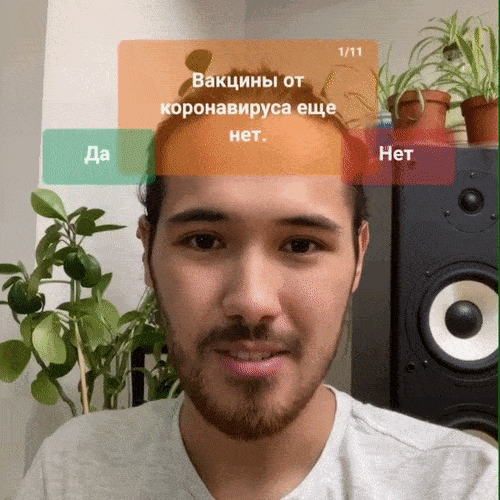 1/11
Вакцины от
коронавируса еще
нет.
Да
Нет